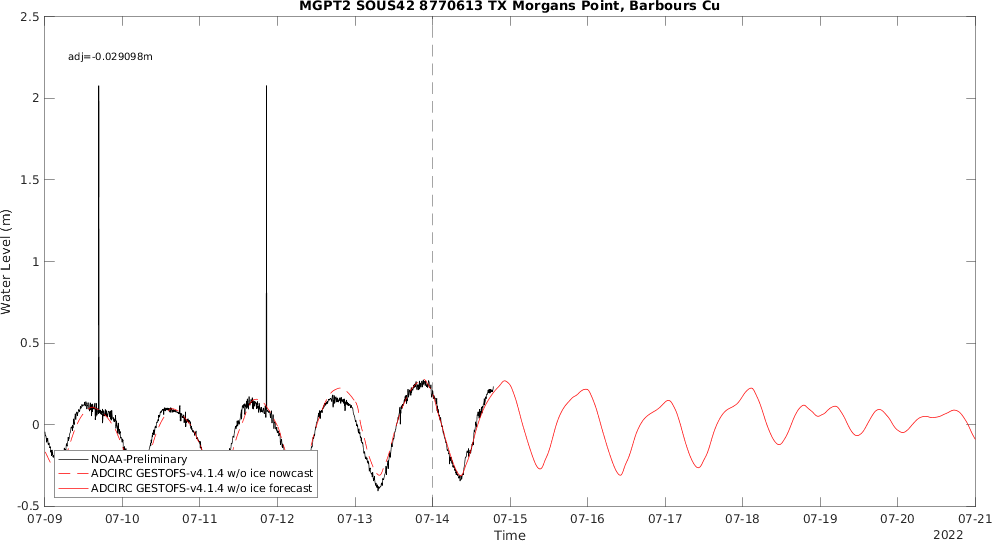 MGPT2 SOUS42 8770613 TX Morgans Point, Barbours Cu
adj=-0.029098m
2.5
2
1.5
1
0.5
0
-0.5
Water Level (m)
NOAA-Preliminary
ADCIRC GESTOFS-v4.1.4 w/o ice nowcast
ADCIRC GESTOFS-v4.1.4 w/o ice forecast
07-09 07-10 07-11 07-12 07-13 07-14 07-15 07-16 07-17 07-18 07-19 07-20 07-21
Time
2022